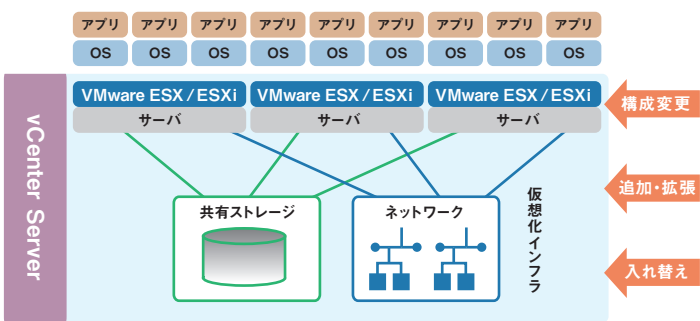 アプリ アプリ アプリ アプリ アプリ アプリ アプリ アプリ アプリ
OS OS OS OS OS OS OS OS OS
vCenter Server
VMware ESX/ESXi VMware ESX/ESXi VMware ESX/ESXi
サーバ サーバ サーバ
構成変更
追加・拡張
入れ替え
共有ストレージ
ネットワーク
仮想化インフラ